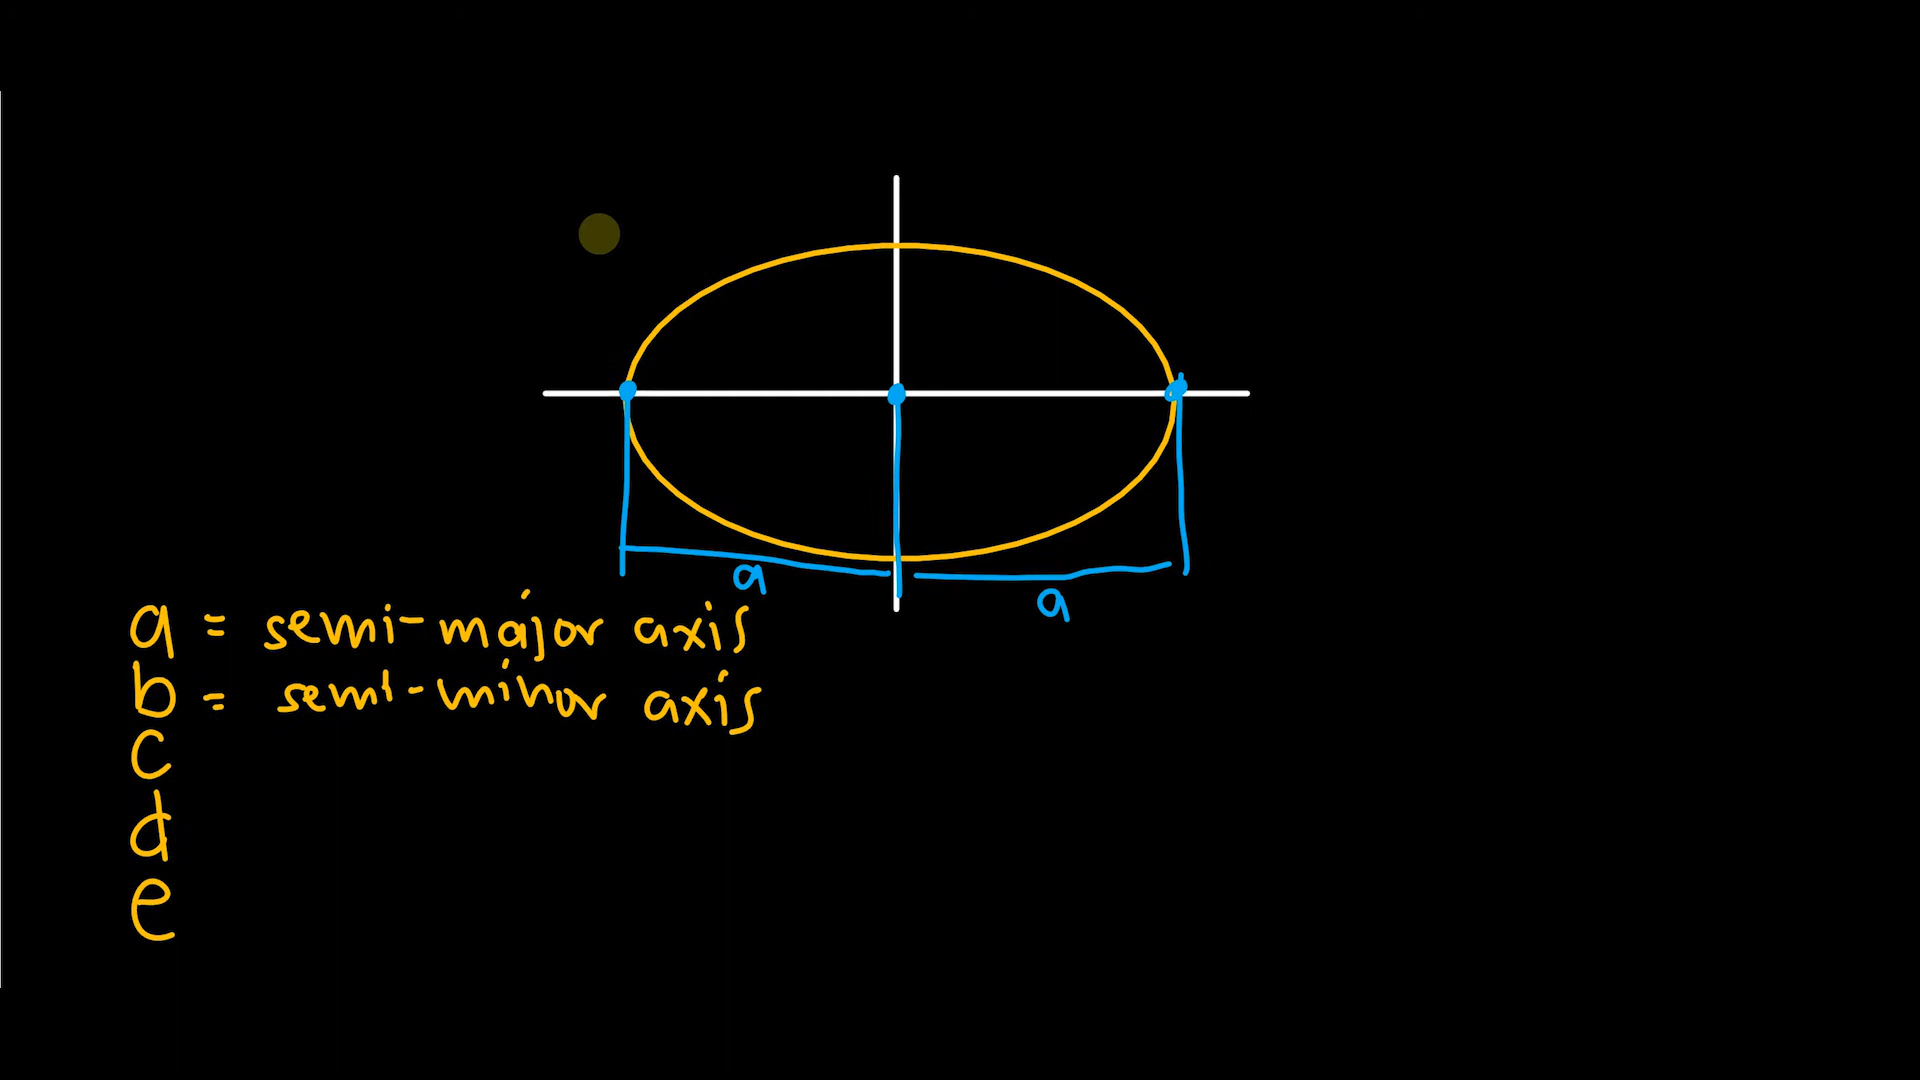 a
a
a = semi-major axis
b = semi-minor axis
c
d
e